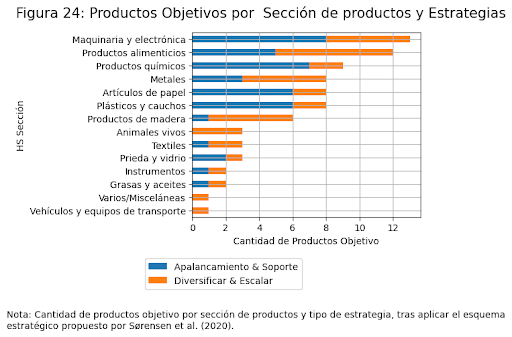 Figura 24: Productos Objetivos por  Sección de productos y Estrategias
HS Sección
Maquinaria y electrónica
Productos alimenticios
Productos químicos
Metales
Artículos de papel
Plásticos y cauchos
Productos de madera
Animales vivos
Textiles
Prieda y vidrio
Instrumentos
Grasas y aceites
Varios/Misceláneas
Vehículos y equipos de transporte
0 2 4 6 8 10 12
Cantidad de Productos Objetivo
Apalancamiento & Soporte
Diversificar & Escalar
Nota: Cantidad de productos objetivo por sección de productos y tipo de estrategia, tras aplicar el esquema
estratégico propuesto por Sørensen et al. (2020).